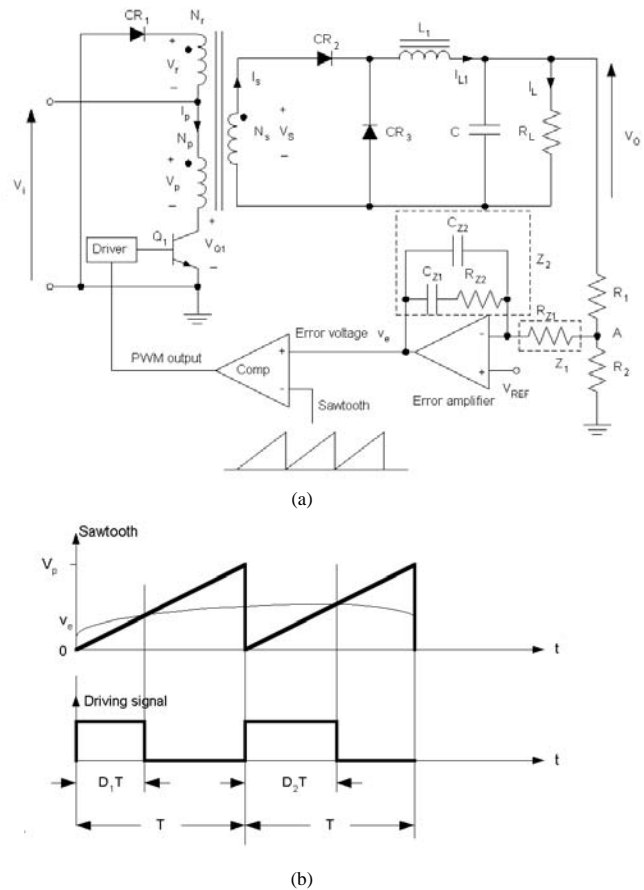 CR1
Nr
Vr
+
−
Ip
Np
Vp
+
−
Vi
Q1
Driver
VQ1
+
−
Is
Ns
VS
+
−
CR2
CR3
L1
IL1
C
IL
RL
VO
CZ2
CZ1
RZ2
Z2
RZ1
Z1
A
R1
R2
-
+
VREF
Error amplifier
Error voltage
ve
+
-
Comp
PWM output
Sawtooth
(a)
Sawtooth
Vp
ve
0
t
Driving signal
t
D1T
D2T
T
T
(b)